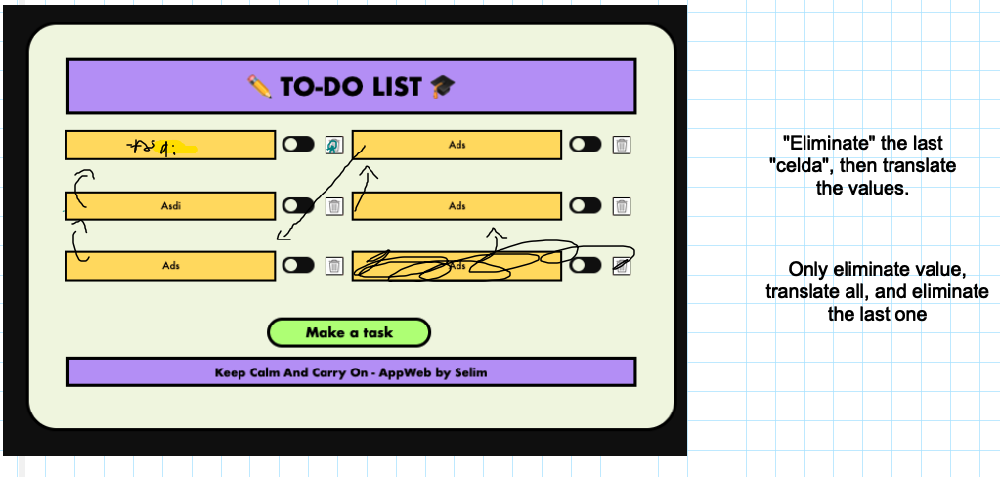 ✏️ TO-DO LIST 🎓
Ads
Asdi
Ads
Ads
Ads
Make a task
Keep Calm And Carry On - AppWeb by Selim
"Eliminate" the last
"celda", then translate
the values.
Only eliminate value,
translate all, and eliminate
the last one